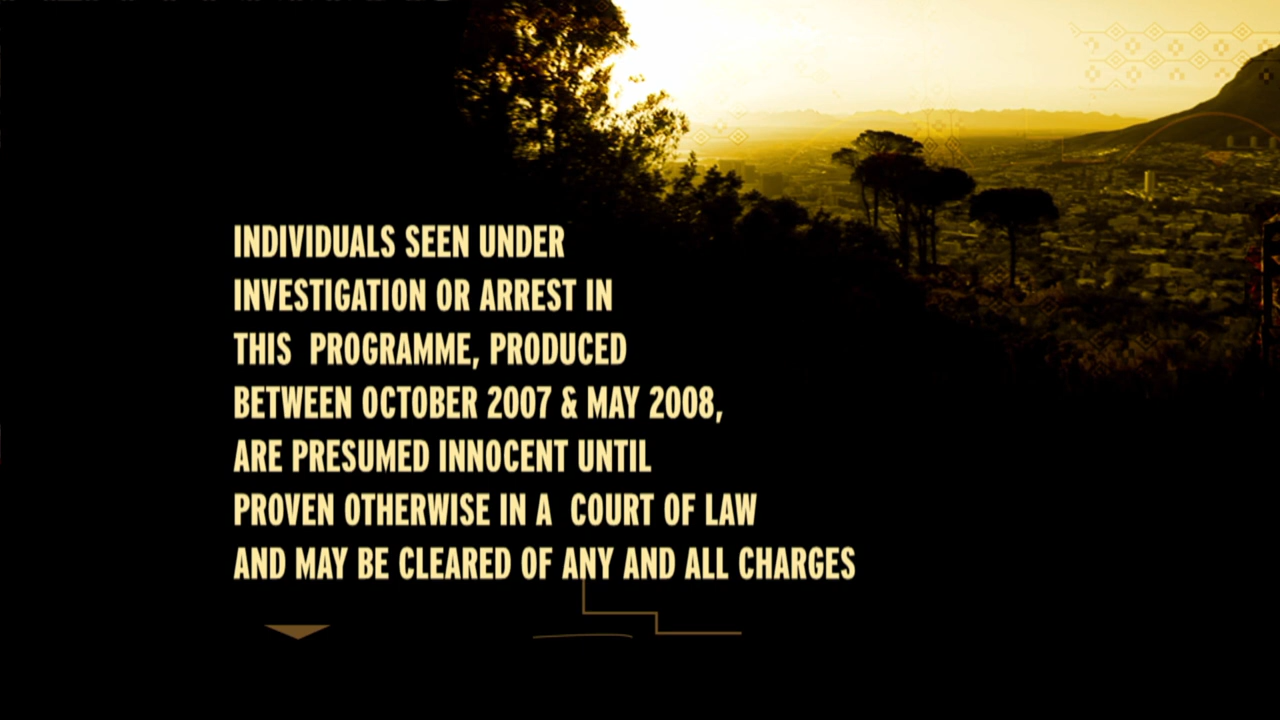 INDIVIDUALS SEEN UNDER
INVESTIGATION OR ARREST IN
THIS PROGRAMME, PRODUCED
BETWEEN OCTOBER 2007 & MAY 2008,
ARE PRESUMED INNOCENT UNTIL
PROVEN OTHERWISE IN A COURT OF LAW
AND MAY BE CLEARED OF ANY AND ALL CHARGES